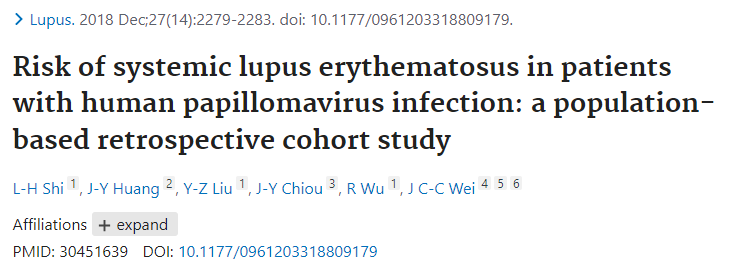 Lupus. 2018 Dec;27(14):2279-2283. doi: 10.1177/0961203318809179.
Risk of systemic lupus erythematosus in patients
with human papillomavirus infection: a population-
based retrospective cohort study
L-H Shi 1, J-Y Huang 2, Y-Z Liu 1, J-Y Chiou 3, R Wu 1, J C-C Wei 4 5 6
Affiliations + expand
PMID: 30451639 DOI: 10.1177/0961203318809179